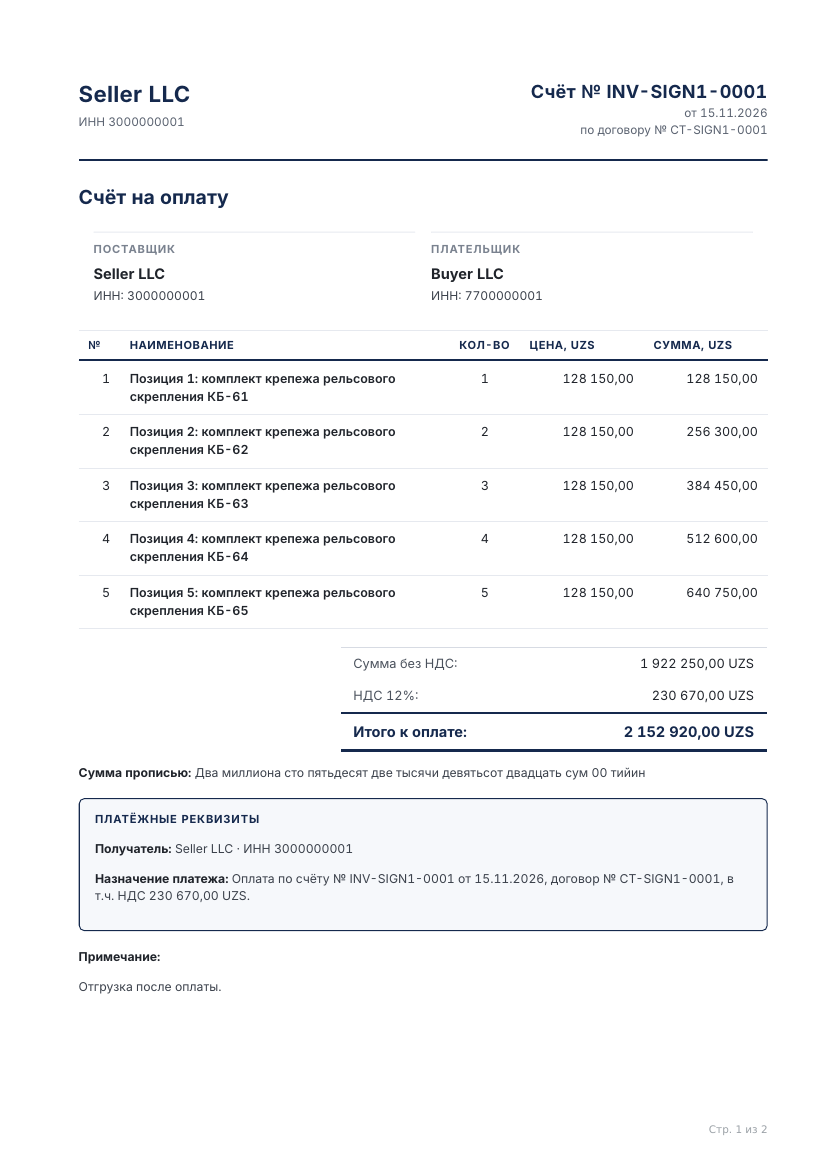 Seller LLC
ИНН 3000000001
Счёт № INV-SIGN1-0001
от 15.11.2026
по договору № CT-SIGN1-0001
Счёт на оплату
ПОСТАВЩИК
Seller LLC
ИНН: 3000000001
ПЛАТЕЛЬЩИК
Buyer LLC
ИНН: 7700000001
№ НАИМЕНОВАНИЕ КОЛ-ВО ЦЕНА, UZS СУММА, UZS
1 Позиция 1: комплект крепежа рельсового 1 128 150,00 128 150,00
скрепления КБ-61
2 Позиция 2: комплект крепежа рельсового 2 128 150,00 256 300,00
скрепления КБ-62
3 Позиция 3: комплект крепежа рельсового 3 128 150,00 384 450,00
скрепления КБ-63
4 Позиция 4: комплект крепежа рельсового 4 128 150,00 512 600,00
скрепления КБ-64
5 Позиция 5: комплект крепежа рельсового 5 128 150,00 640 750,00
скрепления КБ-65
Сумма без НДС: 1 922 250,00 UZS
НДС 12%: 230 670,00 UZS
Итого к оплате: 2 152 920,00 UZS
Сумма прописью: Два миллиона сто пятьдесят две тысячи девятьсот двадцать сум 00 тийин
ПЛАТЁЖНЫЕ РЕКВИЗИТЫ
Получатель: Seller LLC · ИНН 3000000001
Назначение платежа: Оплата по счёту № INV-SIGN1-0001 от 15.11.2026, договор № CT-SIGN1-0001, в
т.ч. НДС 230 670,00 UZS.
Примечание:
Отгрузка после оплаты.
Стр. 1 из 2